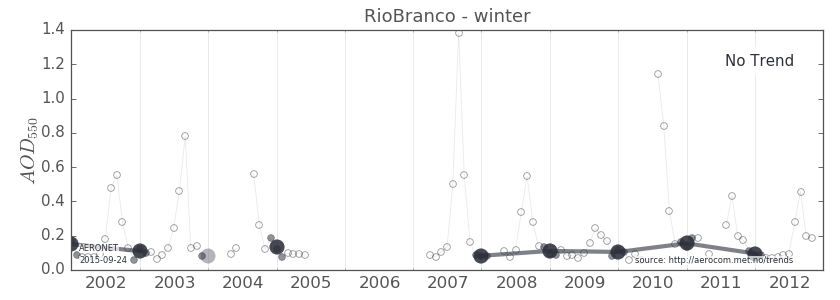 RioBranco - winter
No Trend
AOD550
1.4
1.2
1.0
0.8
0.6
0.4
0.2
0.0
AERONET
2015-09-24
source: http://aerocom.met.no/trends
2002 2003 2004 2005 2006 2007 2008 2009 2010 2011 2012